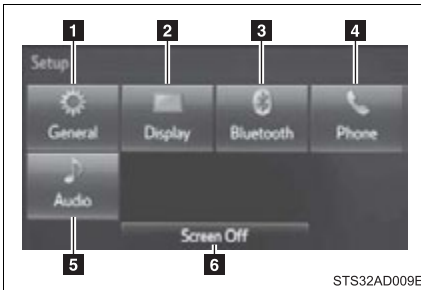 1 2 3 4
Setup
General Display Bluetooth Phone
Audio
Screen Off
5 6
STS32AD009E